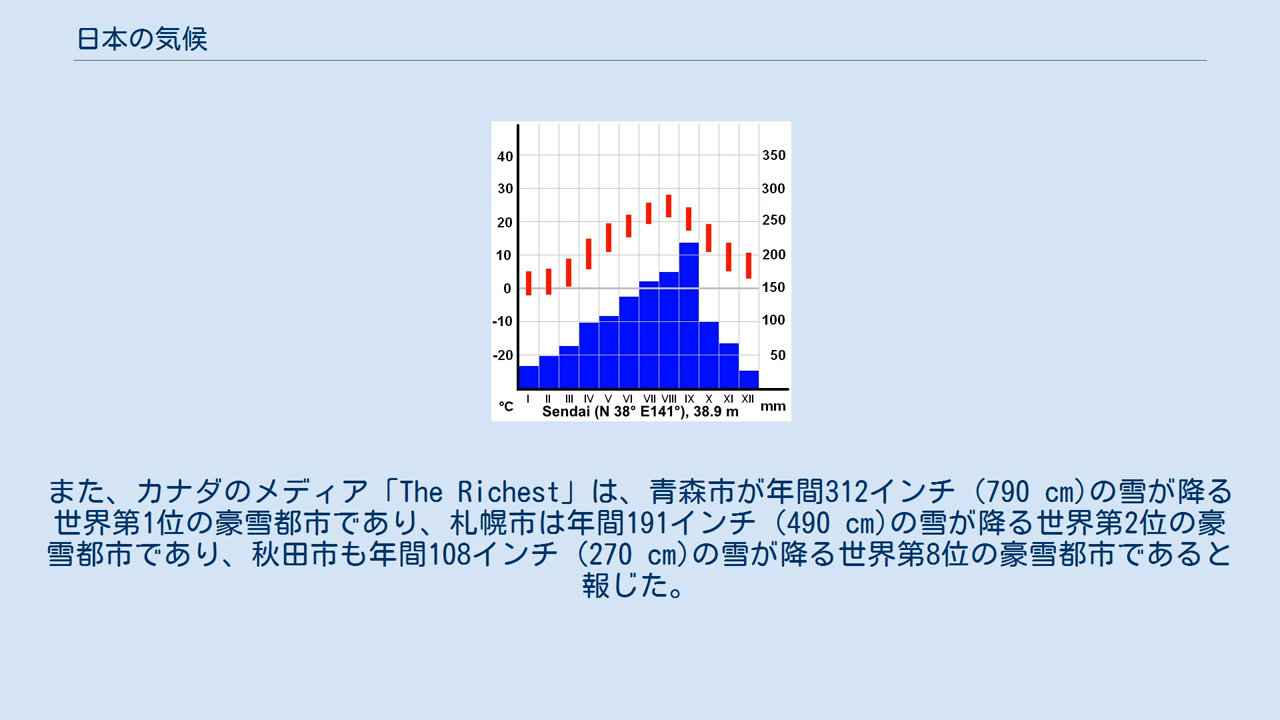 日本の気候
40
30
20
10
0
-10
-20
350
300
250
200
150
100
50
°C
I II III IV V VI VII VIII IX X XI XII
mm
Sendai (N 38° E141°), 38.9 m
また、カナダのメディア「The Richest」は、青森市が年間312インチ (790 cm)の雪が降る
世界第1位の豪雪都市であり、札幌市は年間191インチ (490 cm)の雪が降る世界第2位の豪
雪都市であり、秋田市も年間108インチ (270 cm)の雪が降る世界第8位の豪雪都市であると
報じた。